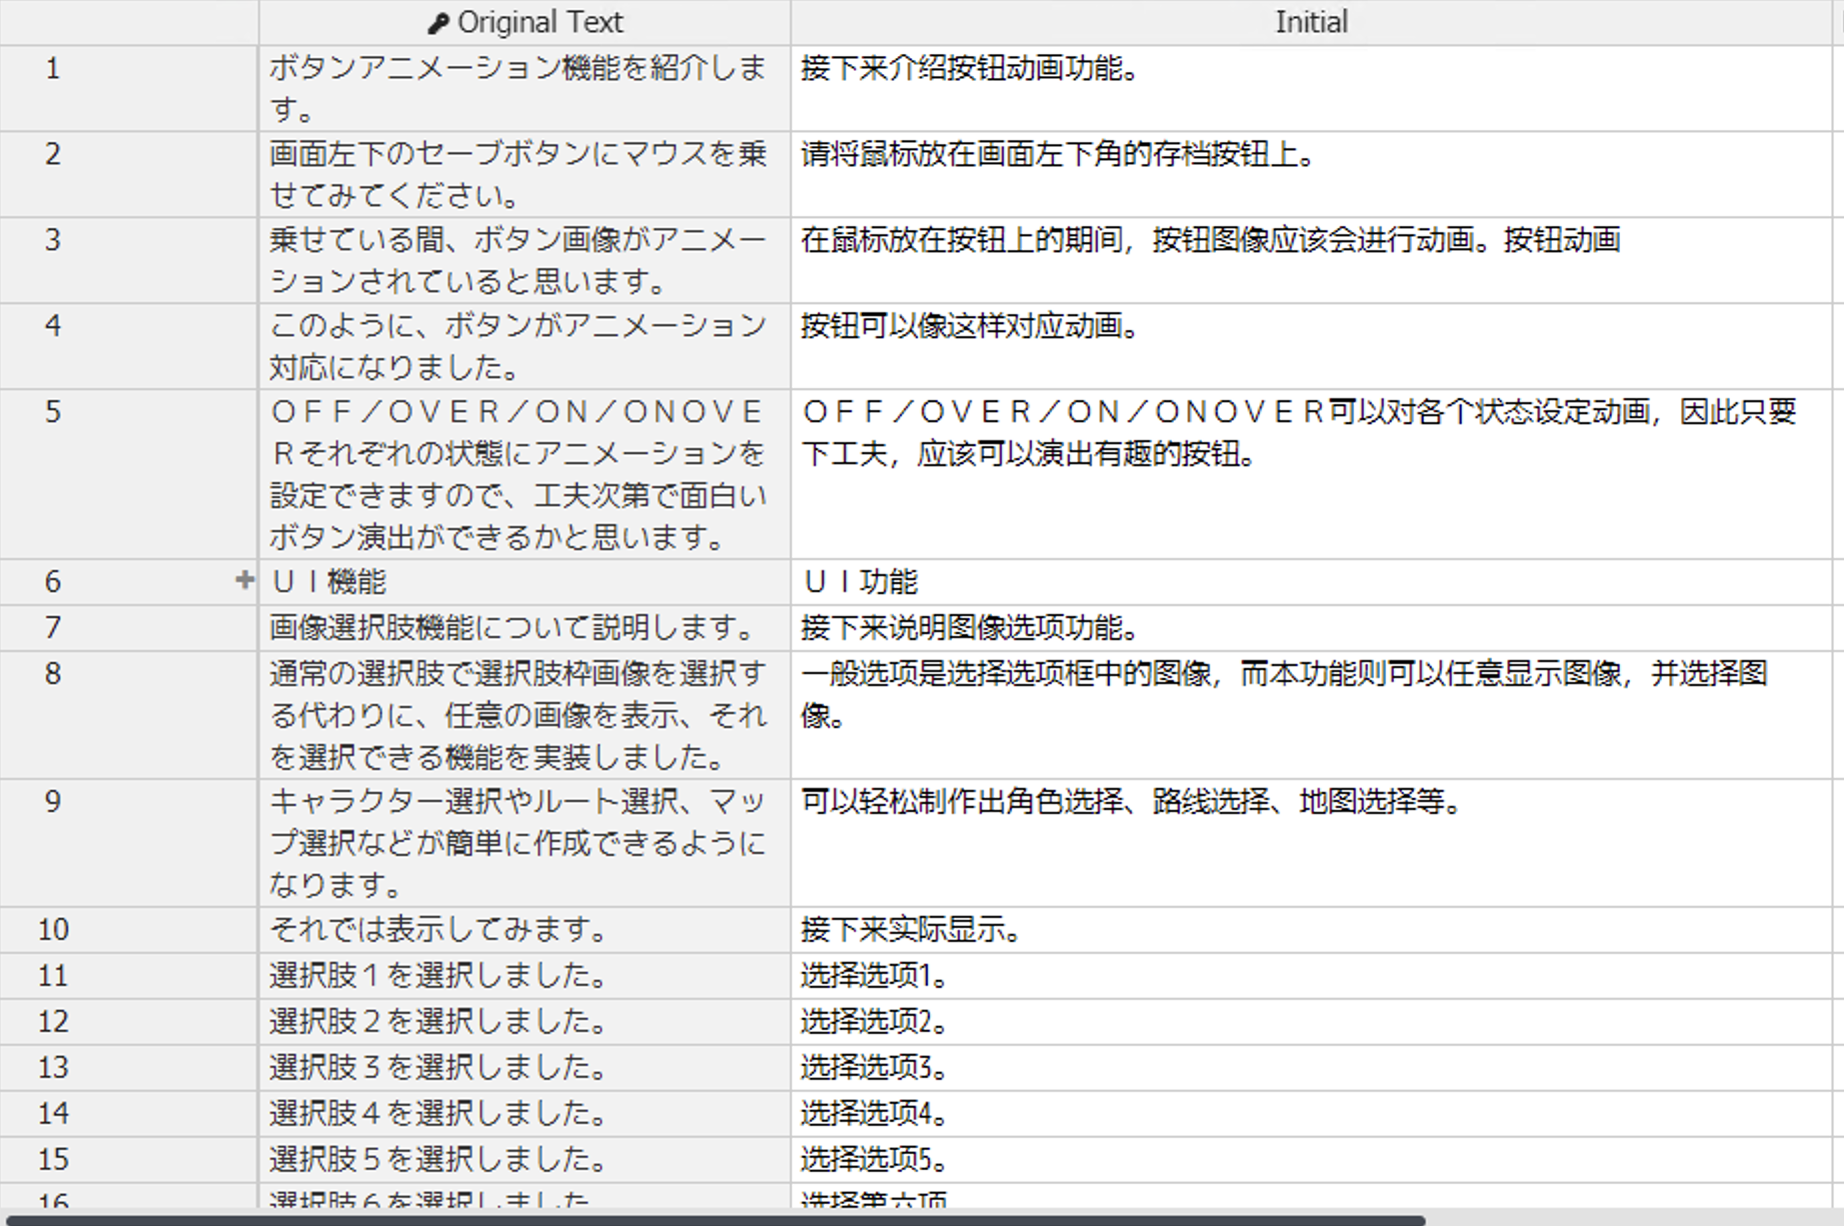 Original Text	Initial
1	ボタンアニメーション機能を紹介しま	接下来介绍按钮动画功能。
す。
2	画面左下のセーブボタンにマウスを乗	请将鼠标放在画面左下角的存档按钮上。
せてみてください。
3	乗せている間、ボタン画像がアニメー	在鼠标放在按钮上的期间，按钮图像应该会进行动画。按钮动画
ションされていると思います。
4	このように、ボタンがアニメーション	按钮可以像这样对应动画。
対応になりました。
5	ＯＦＦ／ＯＶＥＲ／ＯＮ／ＯＮＯＶＥ	ＯＦＦ／ＯＶＥＲ／ＯＮ／ＯＮＯＶＥＲ可以对各个状态设定动画，因此只要
Ｒそれぞれの状態にアニメーションを	下工夫，应该可以演出有趣的按钮。
設定できますので、工夫次第で面白い
ボタン演出ができるかと思います。
6	ＵＩ機能	ＵＩ功能
7	画像選択肢機能について説明します。	接下来说明图像选项功能。
8	通常の選択肢で選択肢枠画像を選択す	一般选项是选择选项框中的图像，而本功能则可以任意显示图像，并选择图
る代わりに、任意の画像を表示、それ	像。
を選択できる機能を実装しました。
9	キャラクター選択やルート選択、マッ	可以轻松制作出角色选择、路线选择、地图选择等。
プ選択などが簡単に作成できるように
なります。
10	それでは表示してみます。	接下来实际显示。
11	選択肢１を選択しました。	选择选项1。
12	選択肢２を選択しました。	选择选项2。
13	選択肢３を選択しました。	选择选项3。
14	選択肢４を選択しました。	选择选项4。
15	選択肢５を選択しました。	选择选项5。
16	選択肢６を選択しました	选择第六项